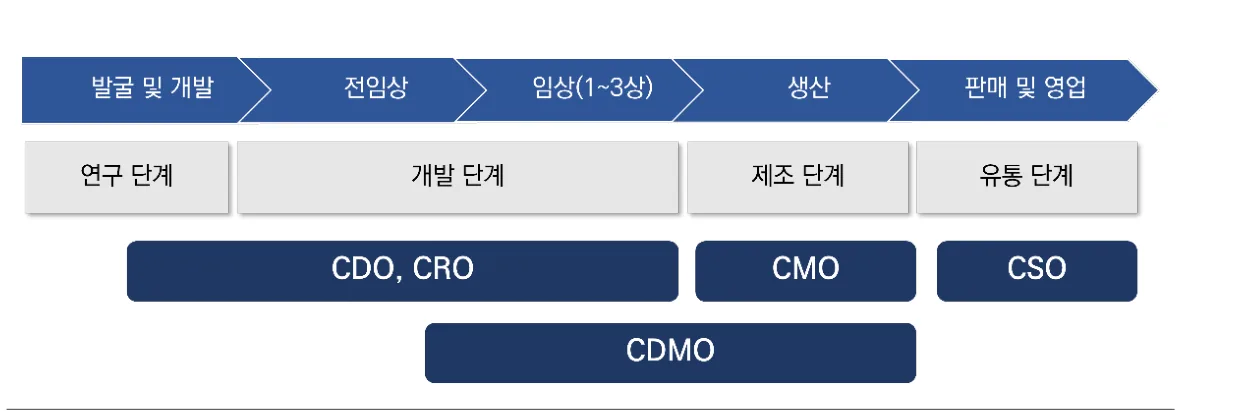 발굴 및 개발 전임상 임상(1~3상) 생산 판매 및 영업
연구 단계 개발 단계 제조 단계 유통 단계
CDO, CRO CMO CSO
CDMO